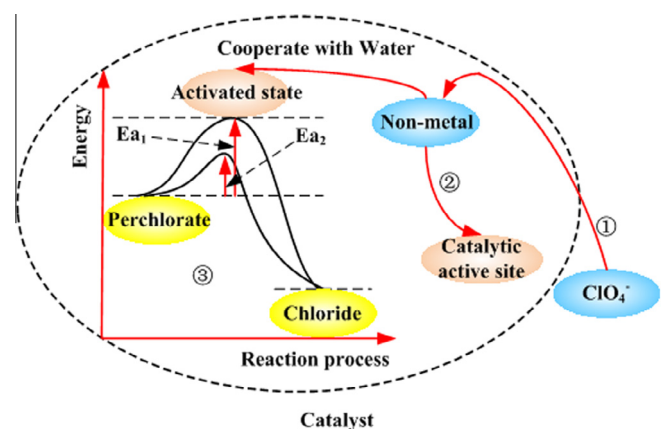 Cooperate with Water
Activated state
Energy
Ea₁
Ea₂
Non-metal
②
①
Perchlorate
Catalytic
active site
③
ClO₄⁻
Chloride
Reaction process
Catalyst